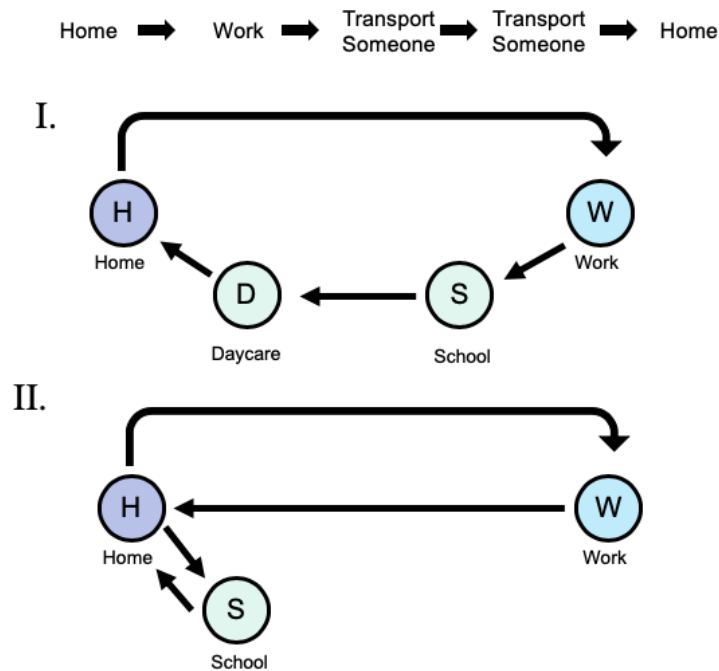 Home Work Transport Someone Transport Someone Home
I.
H
W
Home
Work
D
S
Daycare
School
II.
H
W
Home
Work
S
School